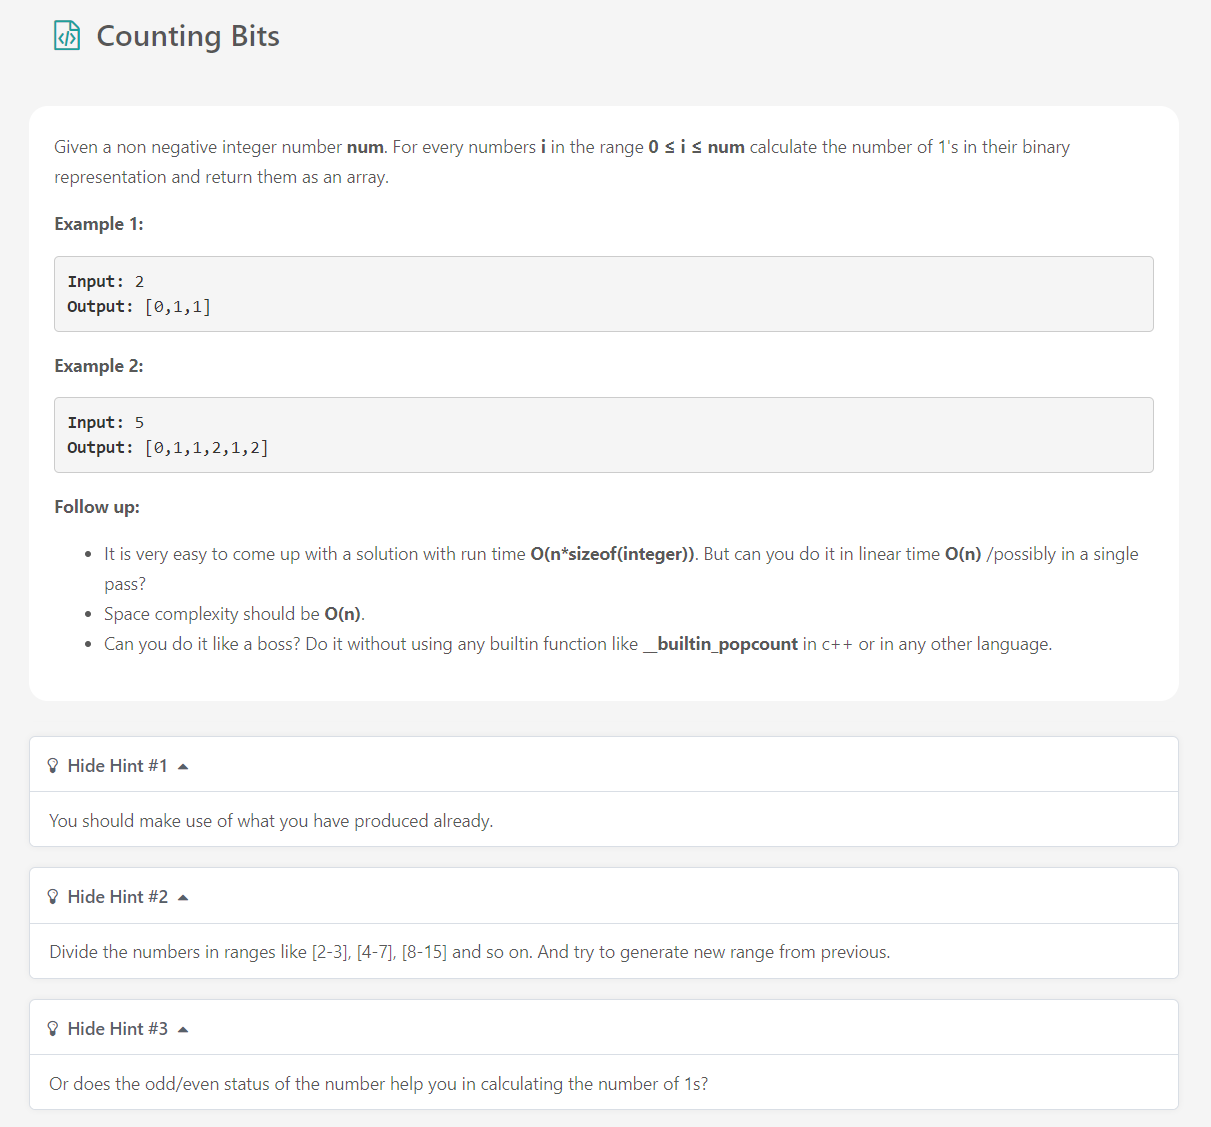 Counting Bits
Given a non negative integer number num. For every numbers i in the range 0 ≤ i ≤ num calculate the number of 1's in their binary
representation and return them as an array.
Example 1:
Input: 2
Output: [0,1,1]
Example 2:
Input: 5
Output: [0,1,1,2,1,2]
Follow up:
• It is very easy to come up with a solution with run time O(n*sizeof(integer)). But can you do it in linear time O(n) /possibly in a single
pass?
• Space complexity should be O(n).
• Can you do it like a boss? Do it without using any builtin function like __builtin_popcount in c++ or in any other language.
Hide Hint #1
You should make use of what you have produced already.
Hide Hint #2
Divide the numbers in ranges like [2-3], [4-7], [8-15] and so on. And try to generate new range from previous.
Hide Hint #3
Or does the odd/even status of the number help you in calculating the number of 1s?